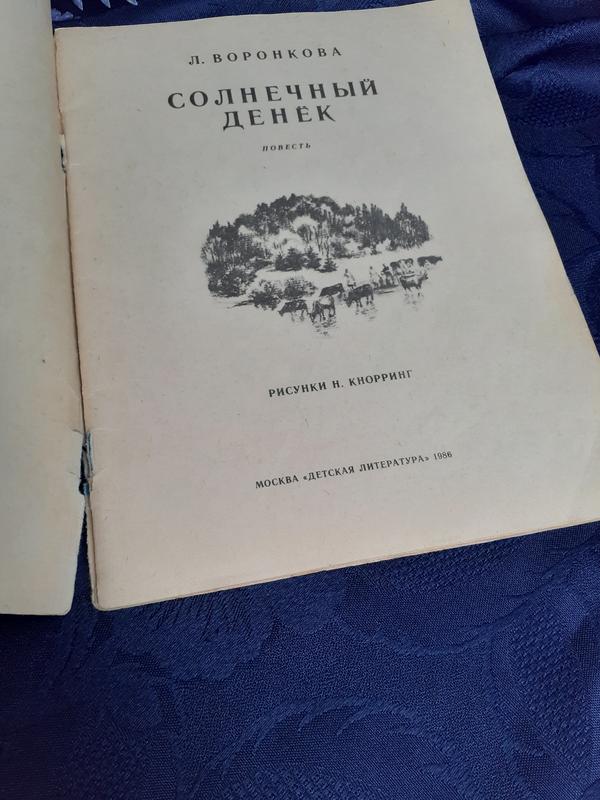 Л. ВОРОНКОВА
СОЛНЕЧНЫЙ
ДЕНЁК
ПОВЕСТЬ
РИСУНКИ Н. КНОРРИНГ
МОСКВА «ДЕТСКАЯ ЛИТЕРАТУРА» 1986